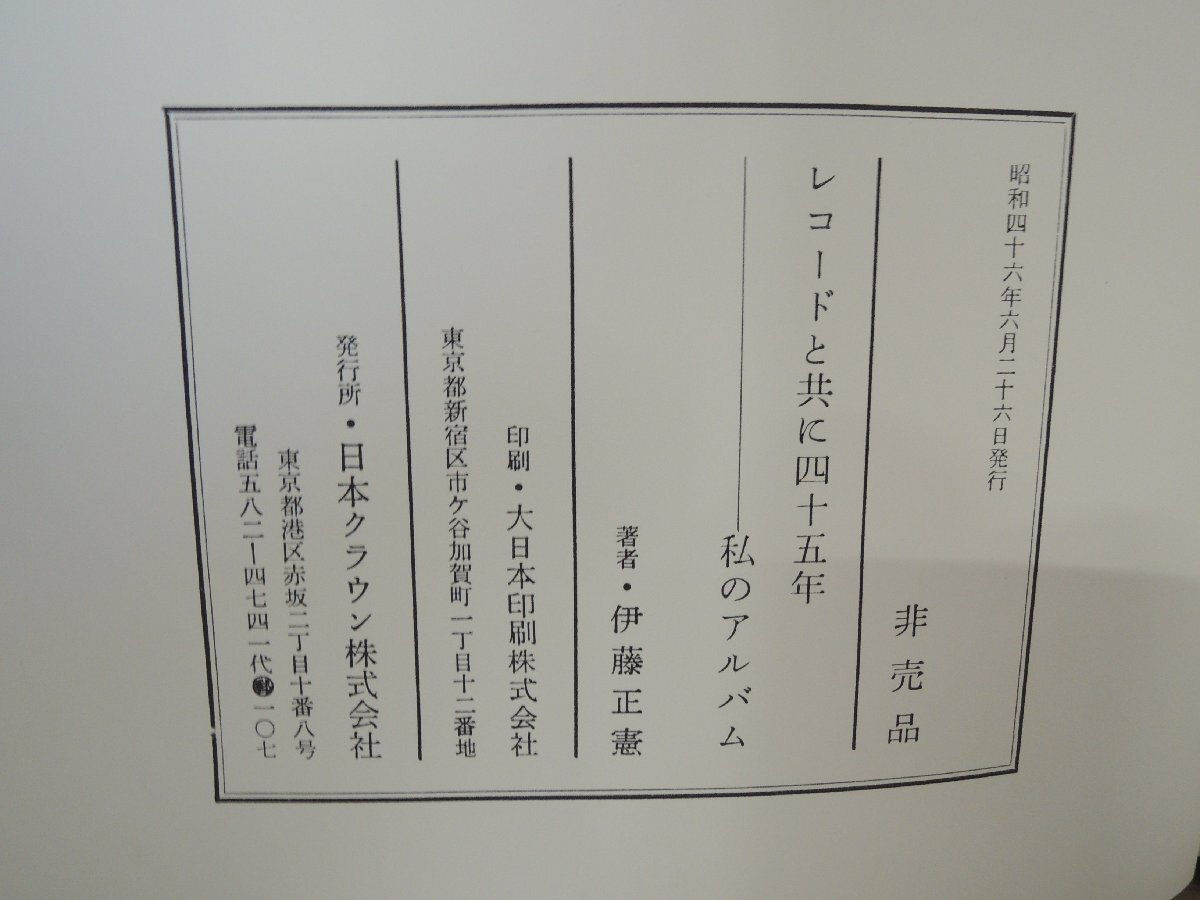 昭和四十六年六月二十六日発行
非売品
レコードと共に四十五年
――私のアルバム
著者・伊藤正憲
印刷・大日本印刷株式会社
東京都新宿区市ケ谷加賀町一丁目十二番地
発行所・日本クラウン株式会社
東京都港区赤坂二丁目十番八号
電話五八二―四七四一代 一〇七